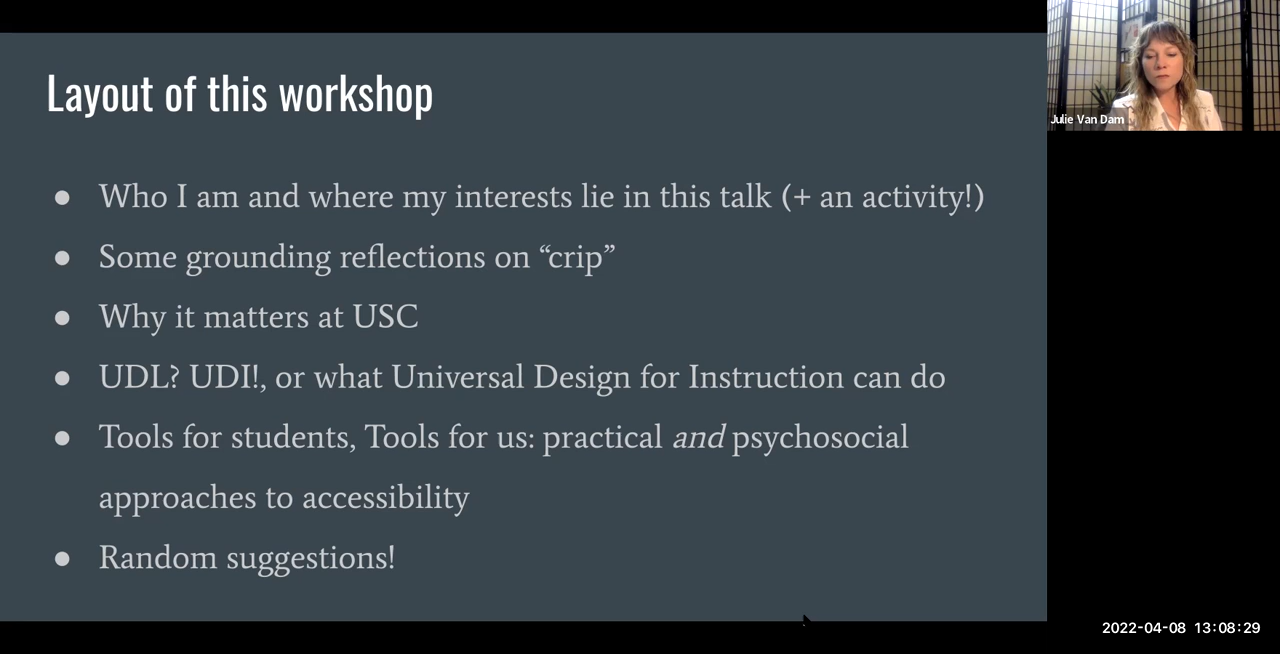 Layout of this workshop
● Who I am and where my interests lie in this talk (+ an activity!)
● Some grounding reflections on “crip”
● Why it matters at USC
● UDL? UDI!, or what Universal Design for Instruction can do
● Tools for students, Tools for us: practical and psychosocial
approaches to accessibility
● Random suggestions!
Julie Van Dam
2022-04-08 13:08:29